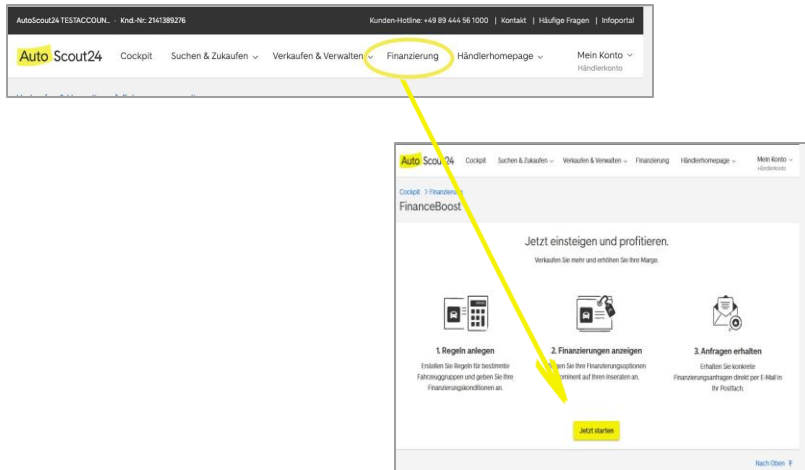 AutoScout24 TESTACCOUN... - Knd.-Nr.: 2141389276 Kunden-Hotline: +49 89 444 56 1000 | Kontakt | Häufige Fragen | Infoportal
Auto Scout24 Cockpit Suchen & Zukaufen Verkaufen & Verwalten Finanzierung Händlerhomepage Mein Konto
Händlerkonto
Auto Scout24 Cockpit Suchen & Zukaufen Verkaufen & Verwalten Finanzierung Händlerhomepage Mein Konto
Händlerkonto
Cockpit > Finanzierung
FinanceBoost
Jetzt einsteigen und profitieren.
Verkaufen Sie mehr und erhöhen Sie Ihre Marge.
1. Regeln anlegen
Erstellen Sie Regeln für bestimmte
Fahrzeuggruppen und geben Sie Ihre
Finanzierungskonditionen an.
2. Finanzierungen anzeigen
Sie Ihre Finanzierungsoptionen
prominent auf Ihren Inseraten an.
3. Anfragen erhalten
Erhalten Sie konkrete
Finanzierungsanfragen direkt per E-Mail in
Ihr Postfach.
Jetzt starten
Nach Oben